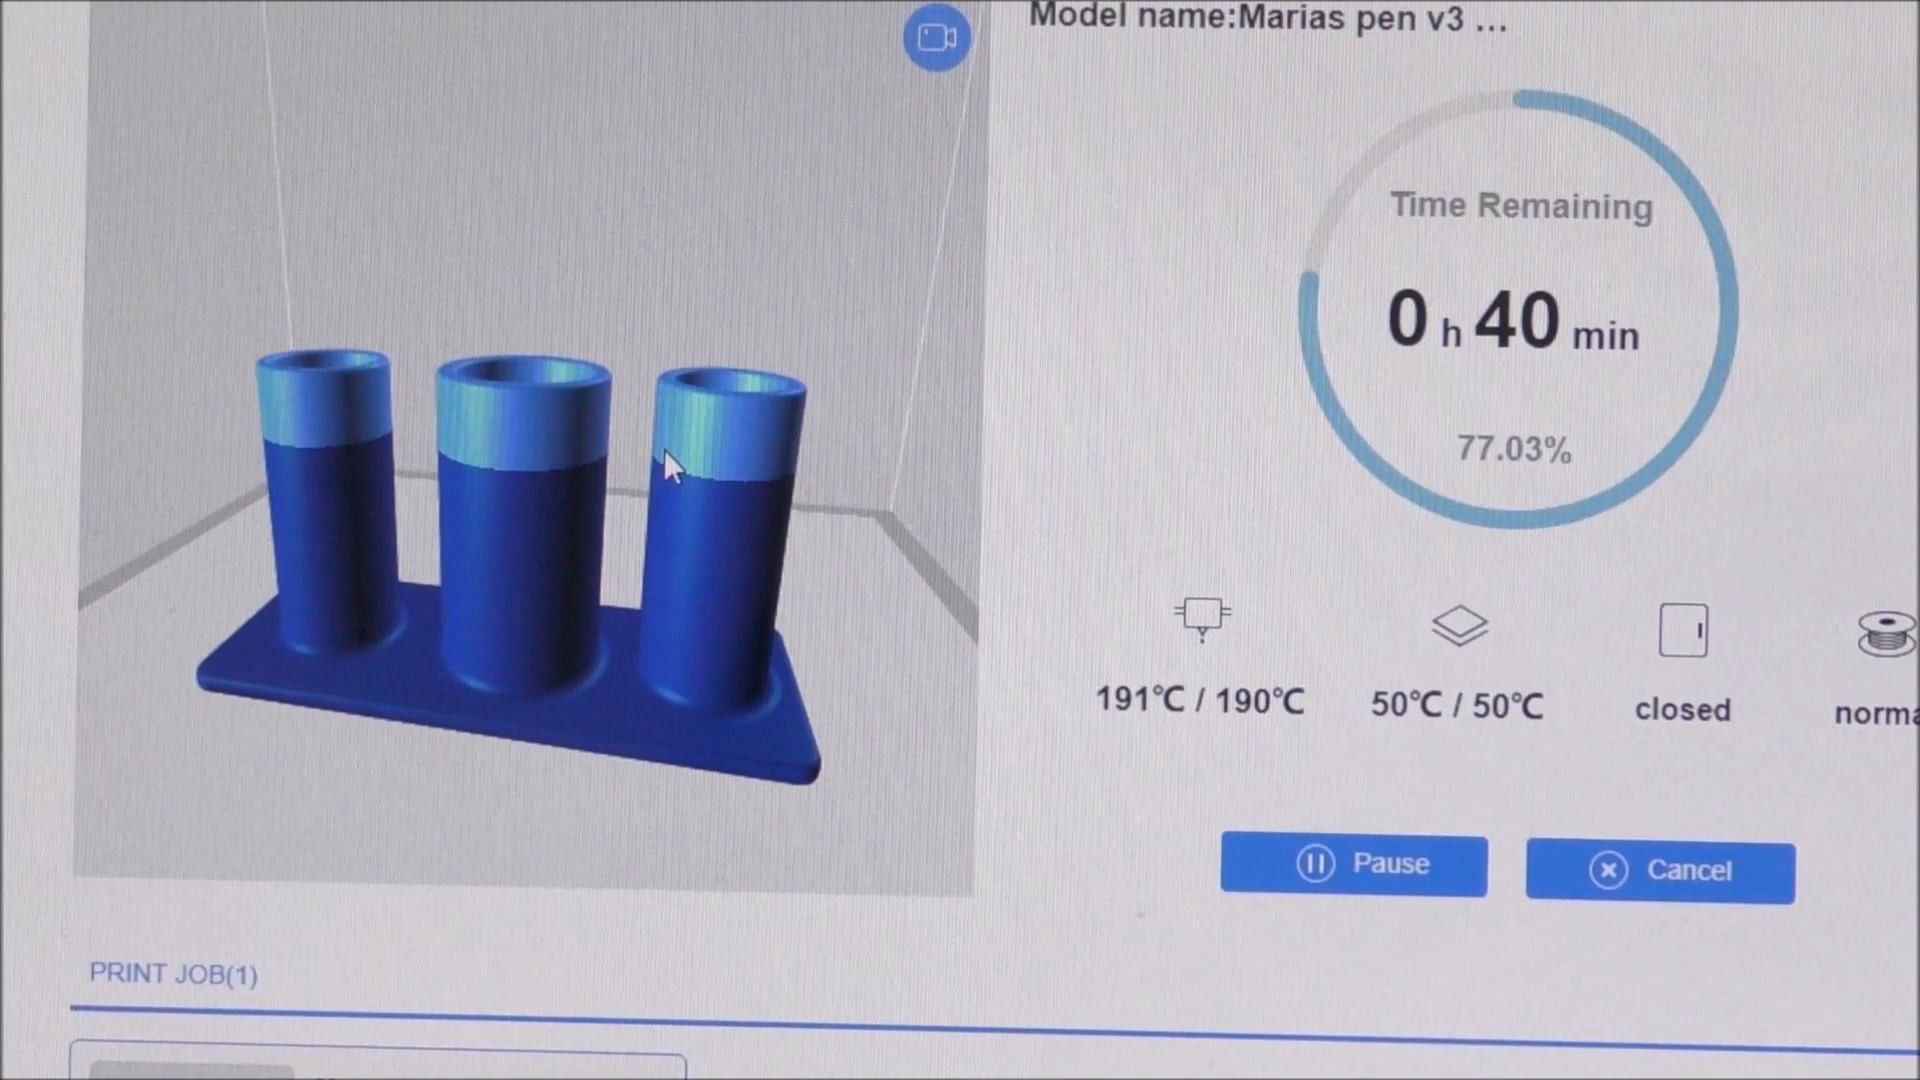 Model name:Marias pen v3 ...
Time Remaining
0 h 40 min
77.03%
191℃ / 190℃
50℃ / 50℃
closed
Pause
Cancel
PRINT JOB(1)